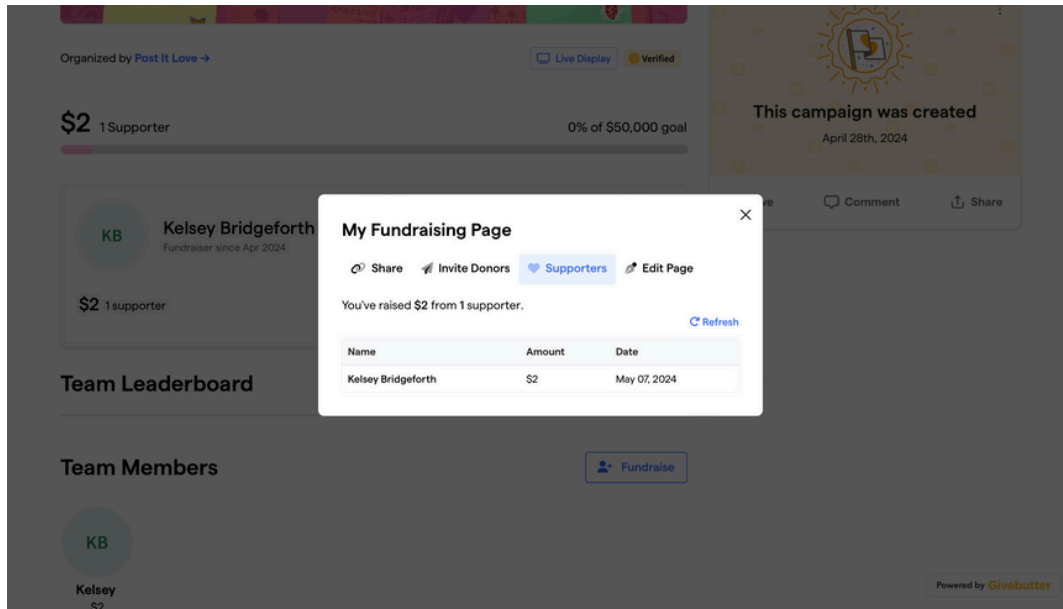 Organized by Post It Love →
Live Display
Verified
$2 1 Supporter
0% of $50,000 goal
This campaign was created
April 28th, 2024
Comment
Share
KB
Kelsey Bridgeforth
Fundraiser since Apr 2024
$2 1 supporter
My Fundraising Page
Share
Invite Donors
Supporters
Edit Page
You've raised $2 from 1 supporter.
Refresh
Name Amount Date
Kelsey Bridgeforth $2 May 07, 2024
Team Leaderboard
Team Members
Fundraise
KB
Kelsey
$2
Powered by Givebutter